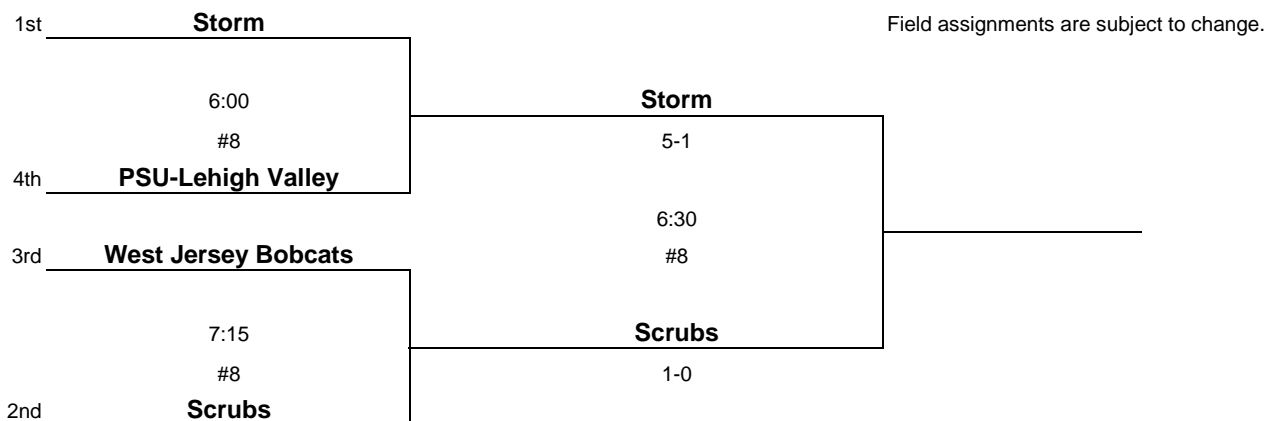 1st Storm Field assignments are subject to change.
6:00 Storm
#8 5-1
4th PSU-Lehigh Valley
6:30
3rd West Jersey Bobcats #8
7:15 Scrubs
#8 1-0
2nd Scrubs